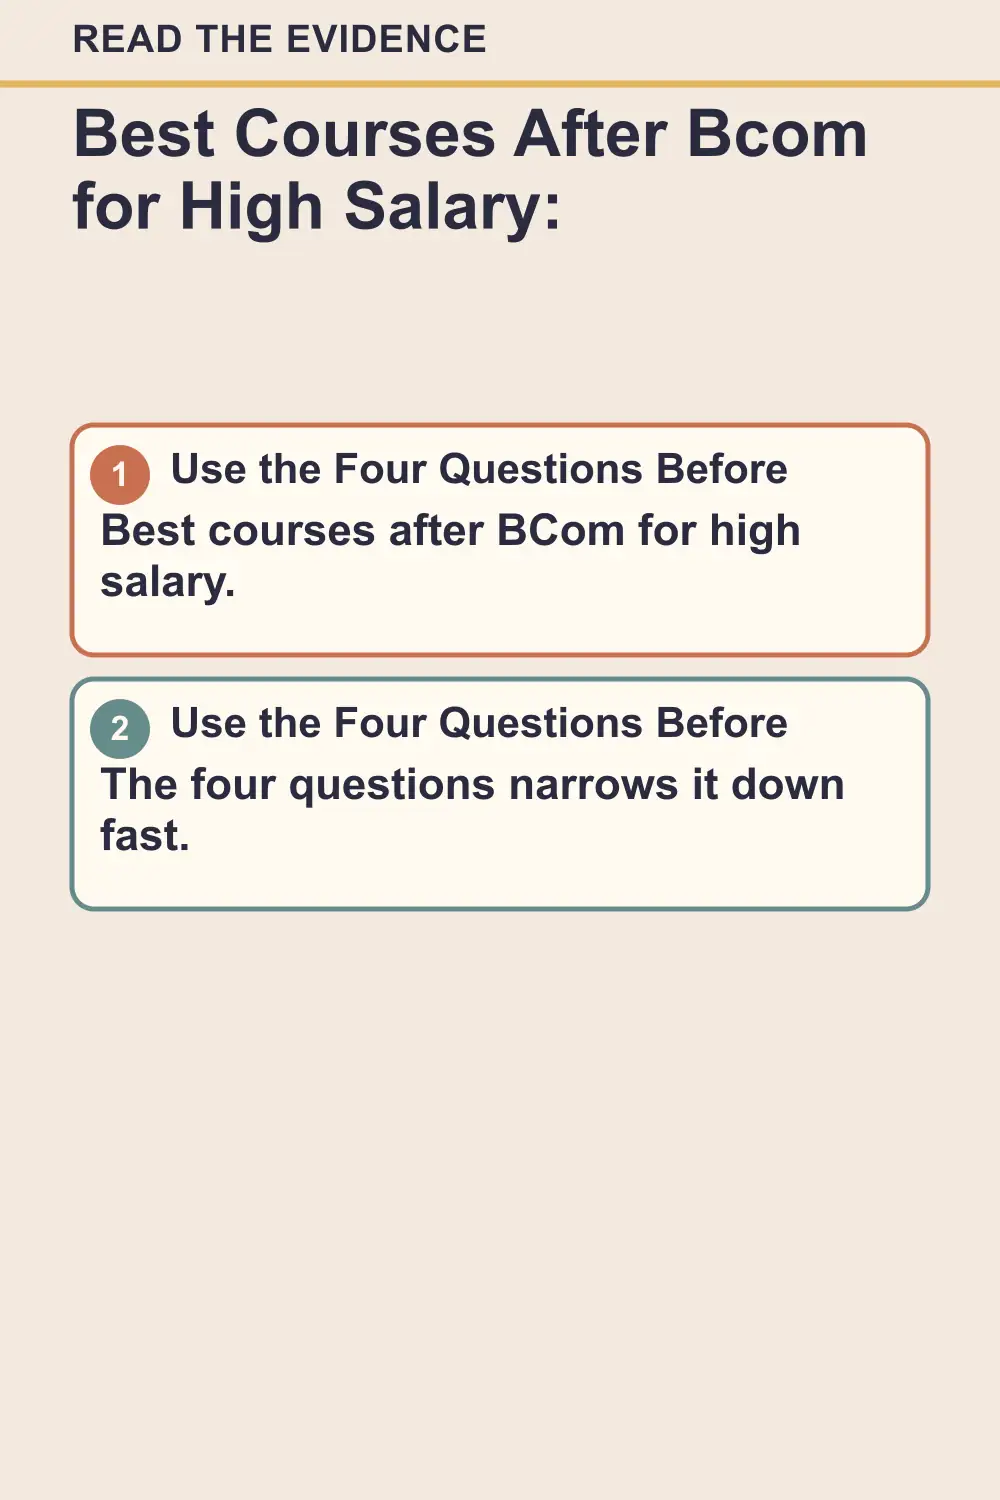 READ THE EVIDENCE
Best Courses After Bcom
for High Salary:
1 Use the Four Questions Before
Best courses after BCom for high
salary.
2 Use the Four Questions Before
The four questions narrows it down
fast.